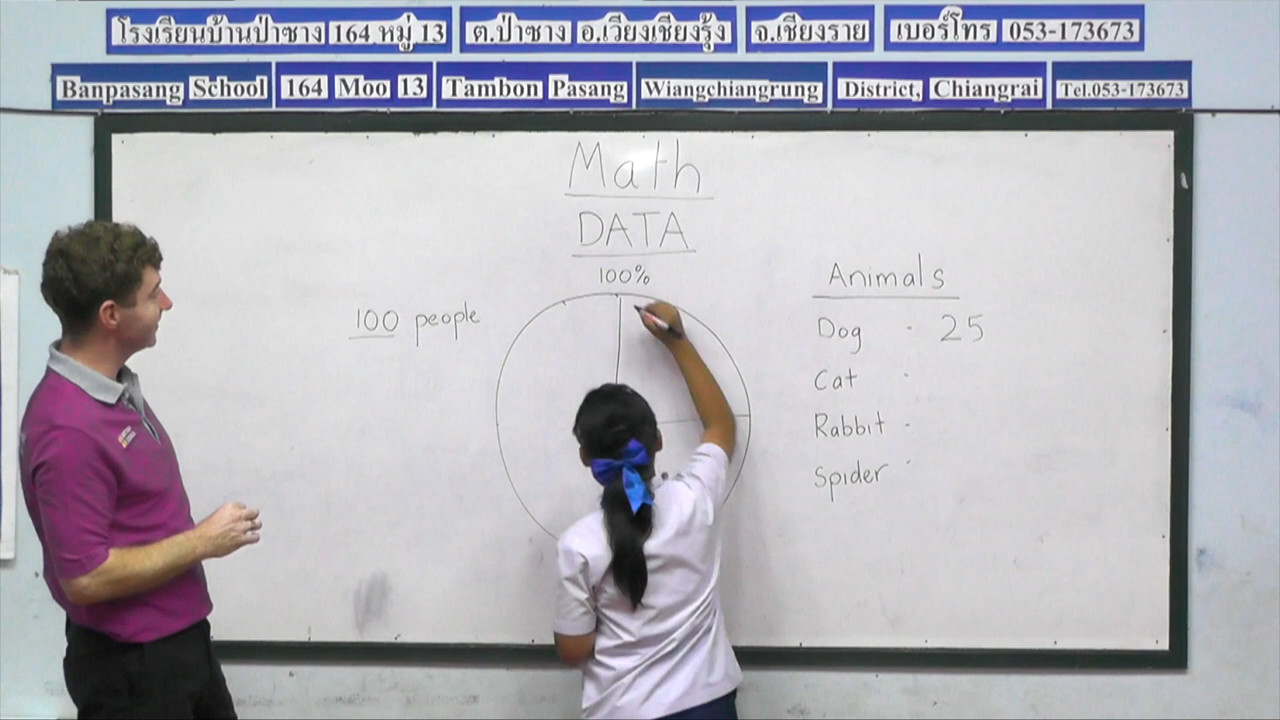 โรงเรียนบ้านป่าซาง 164 หมู่ 13 ต.ป่าซาง อ.เวียงเชียงรุ้ง จ.เชียงราย เบอร์โทร 053-173673
Banpasang School 164 Moo 13 Tambon Pasang Wiangchiangrung District, Chiangrai Tel.053-173673
Math
DATA
100%
100 people
Animals
Dog - 25
Cat -
Rabbit -
Spider -